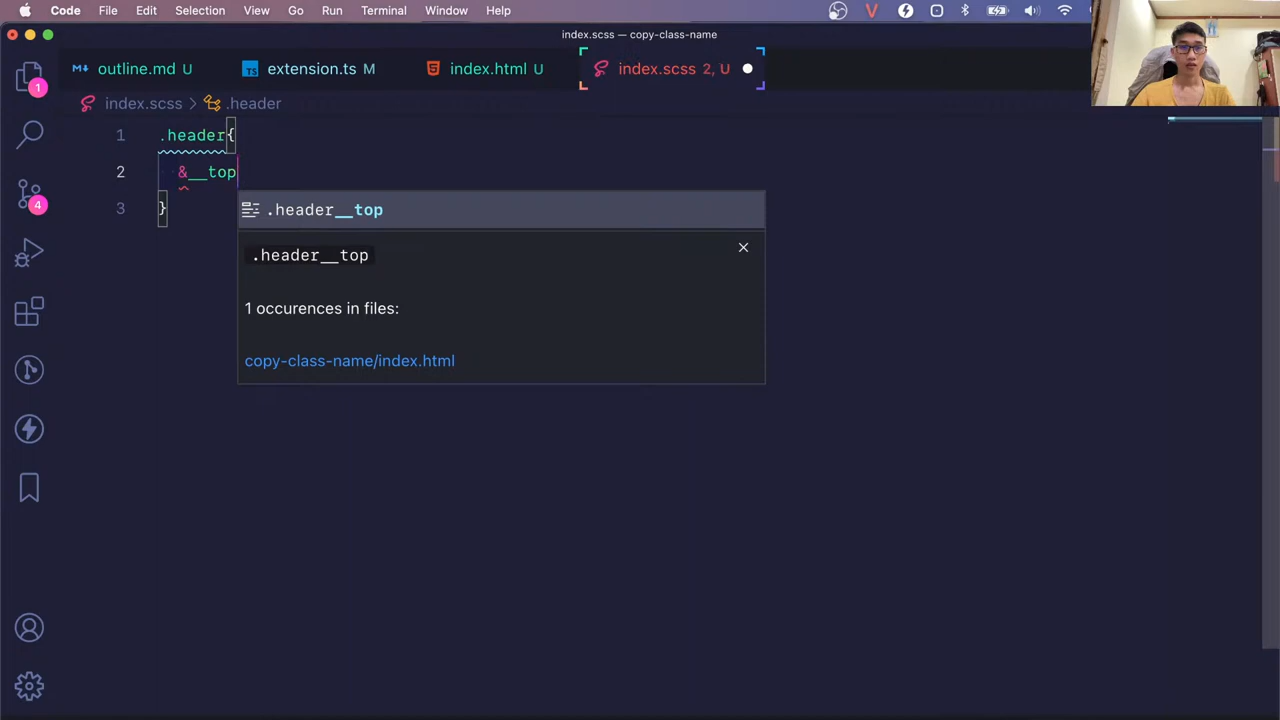 Code File Edit Selection View Go Run Terminal Window Help
index.scss — copy-class-name
outline.md U extension.ts M index.html U index.scss 2, U
index.scss > .header
1 .header{
2 &__top
3 }
.header__top
.header__top
1 occurences in files:
copy-class-name/index.html
1
4